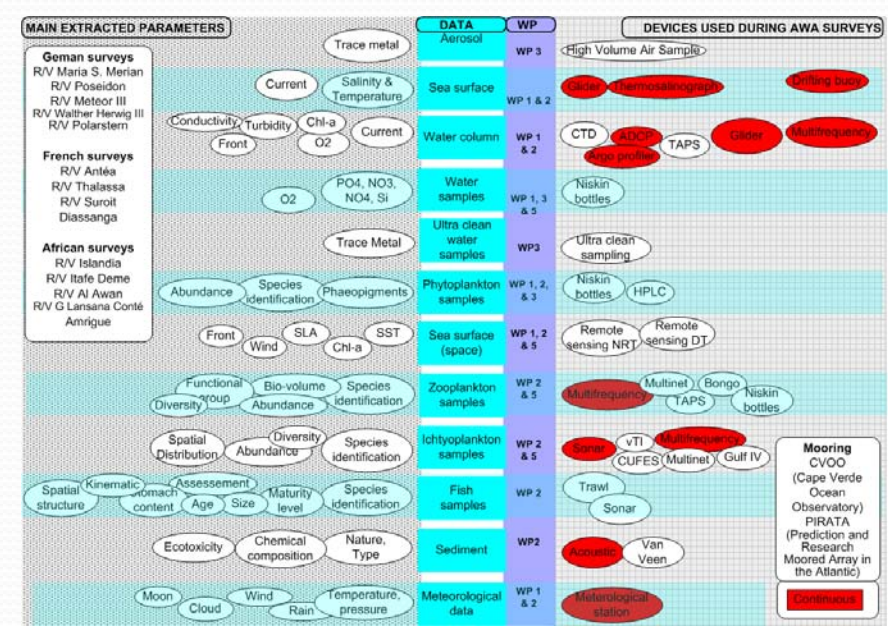 MAIN EXTRACTED PARAMETERS
DATA
WP
DEVICES USED DURING AWA SURVEYS
Geman surveys
R/V Maria S. Merian
R/V Poseidon
R/V Meteor III
R/V Walther Herwig III
R/V Polarstern
French surveys
R/V Antéa
R/V Thalassa
R/V Suroit
Diassanga
African surveys
R/V Islandia
R/V Itafe Deme
R/V Al Awan
R/V G Lansana Conté
Amrigue
Trace metal
Aerosol
WP 3
High Volume Air Sample
Current
Salinity &
Temperature
Sea surface
WP 1 & 2
Glider
Thermosalinograph
Drifting buoy
Conductivity
Turbidity
Chl-a
Front
O2
Current
Water column
WP 1
& 2
CTD
ADCP
Argo profiler
TAPS
Glider
Multifrequency
O2
PO4, NO3,
NO4, Si
Water
samples
WP 1, 3
& 5
Niskin
bottles
Trace Metal
Ultra clean
water
samples
WP3
Ultra clean
sampling
Abundance
Species
identification
Phaeopigments
Phytoplankton
samples
WP 1, 2,
& 3
Niskin
bottles
HPLC
Front
Wind
SLA
Chl-a
SST
Sea surface
(space)
WP 1, 2
& 5
Remote
sensing NRT
Remote
sensing DT
Functional
group
Diversity
Bio-volume
Abundance
Species
identification
Zooplankton
samples
WP 2
& 5
Multifrequency
Multinet
TAPS
Bongo
Niskin
bottles
Spatial
Distribution
Abundance
Diversity
Species
identification
Ichtyoplankton
samples
WP 2
& 5
Sonar
vTI
CUFES
Multifrequency
Multinet
Gulf IV
Spatial
structure
Kinematic
Stomach
content
Assessement
Age
Size
Maturity
level
Species
identification
Fish
samples
WP 2
Trawl
Sonar
Ecotoxicity
Chemical
composition
Nature,
Type
Sediment
WP2
Acoustic
Van
Veen
Moon
Cloud
Wind
Rain
Temperature,
pressure
Meteorological
data
WP 1
& 2
Meterological
station
Mooring
CVOO
(Cape Verde
Ocean
Observatory)
PIRATA
(Prediction and
Research
Moored Array in
the Atlantic)
Continuous